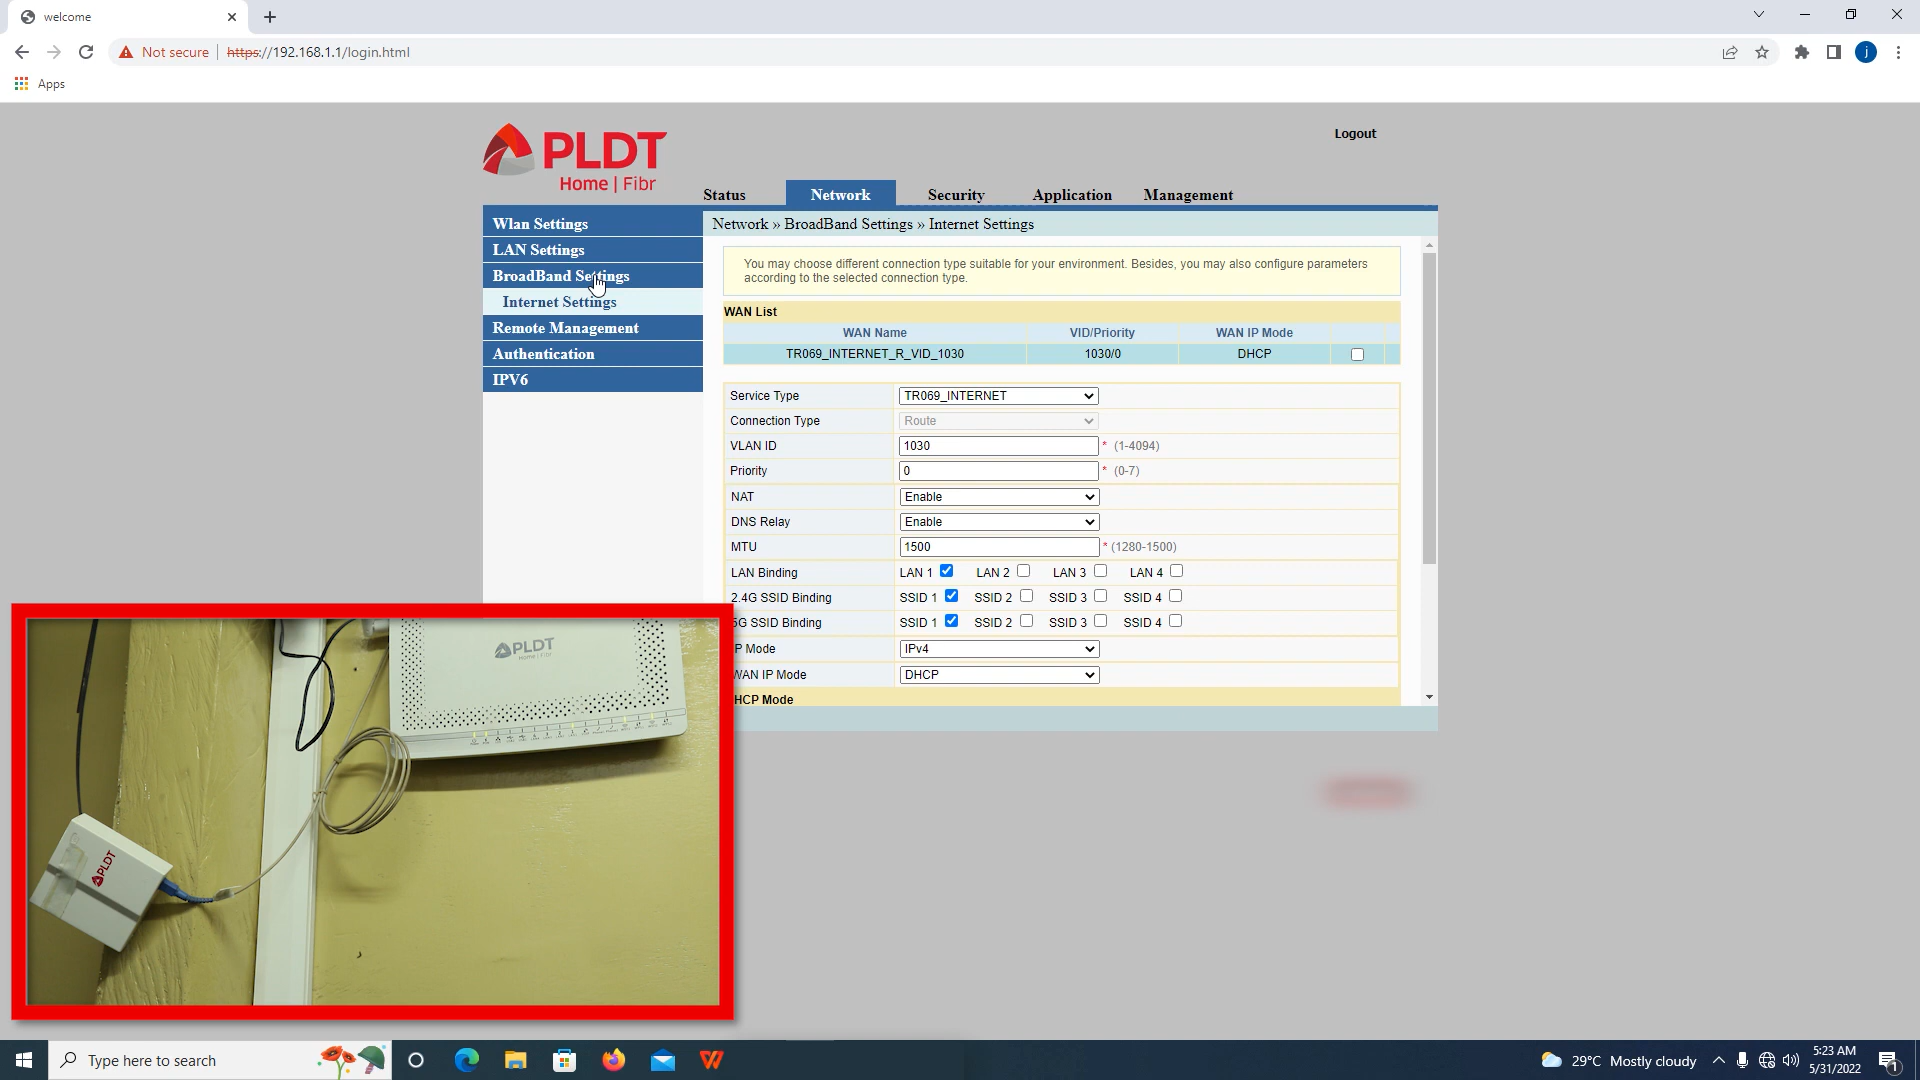 welcome
Not secure https://192.168.1.1/login.html
Apps
PLDT
Home | Fibr
Logout
Status Network Security Application Management
Wlan Settings
LAN Settings
BroadBand Settings
Internet Settings
Remote Management
Authentication
IPV6
Network » BroadBand Settings » Internet Settings
You may choose different connection type suitable for your environment. Besides, you may also configure parameters
according to the selected connection type.
WAN List
WAN Name VID/Priority WAN IP Mode
TR069_INTERNET_R_VID_1030 1030/0 DHCP
Service Type TR069_INTERNET
Connection Type Route
VLAN ID 1030 * (1-4094)
Priority 0 * (0-7)
NAT Enable
DNS Relay Enable
MTU 1500 * (1280-1500)
LAN Binding LAN 1 LAN 2 LAN 3 LAN 4
2.4G SSID Binding SSID 1 SSID 2 SSID 3 SSID 4
5G SSID Binding SSID 1 SSID 2 SSID 3 SSID 4
P Mode IPv4
WAN IP Mode DHCP
HCP Mode
PLDT
Home | Fibr
PLDT
Type here to search
29°C Mostly cloudy
5:23 AM
5/31/2022
j
1